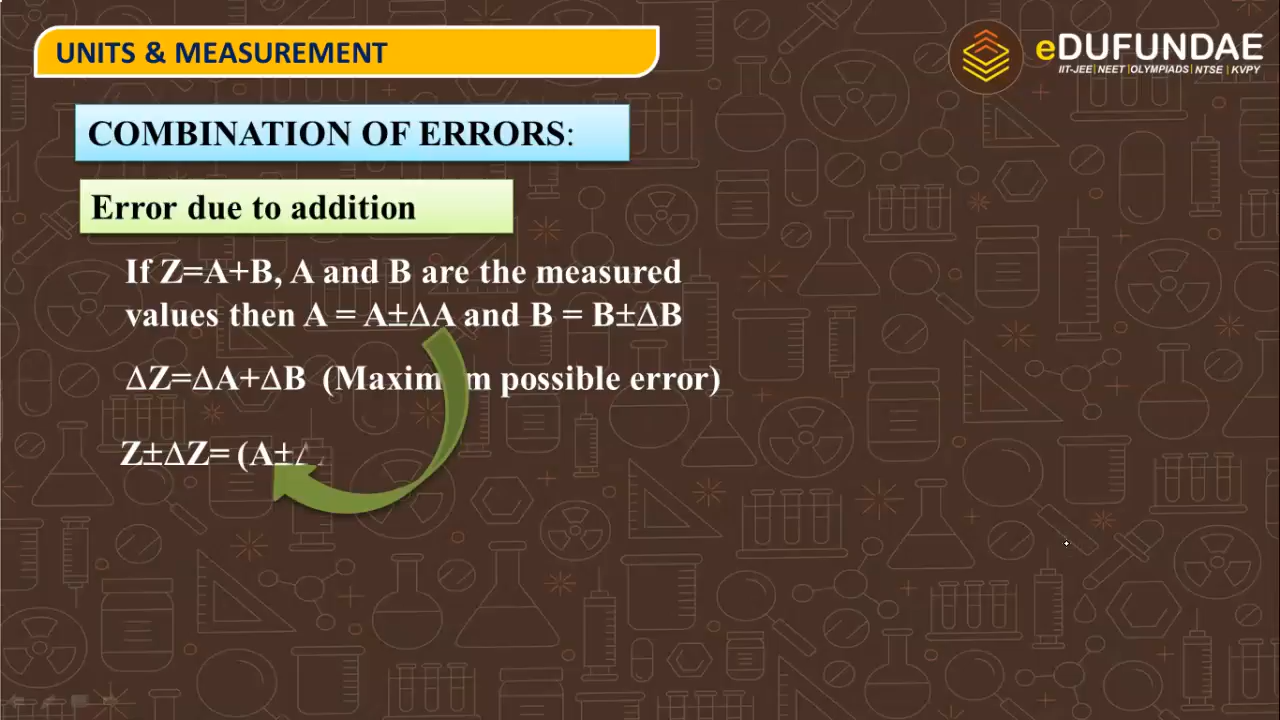 UNITS & MEASUREMENT
eDUFUNDAE
IIT-JEE|NEET|OLYMPIADS|NTSE|KVPY
COMBINATION OF ERRORS:
Error due to addition
If Z=A+B, A and B are the measured
values then A = A±ΔA and B = B±ΔB
ΔZ=ΔA+ΔB (Maximum possible error)
Z±ΔZ= (A±